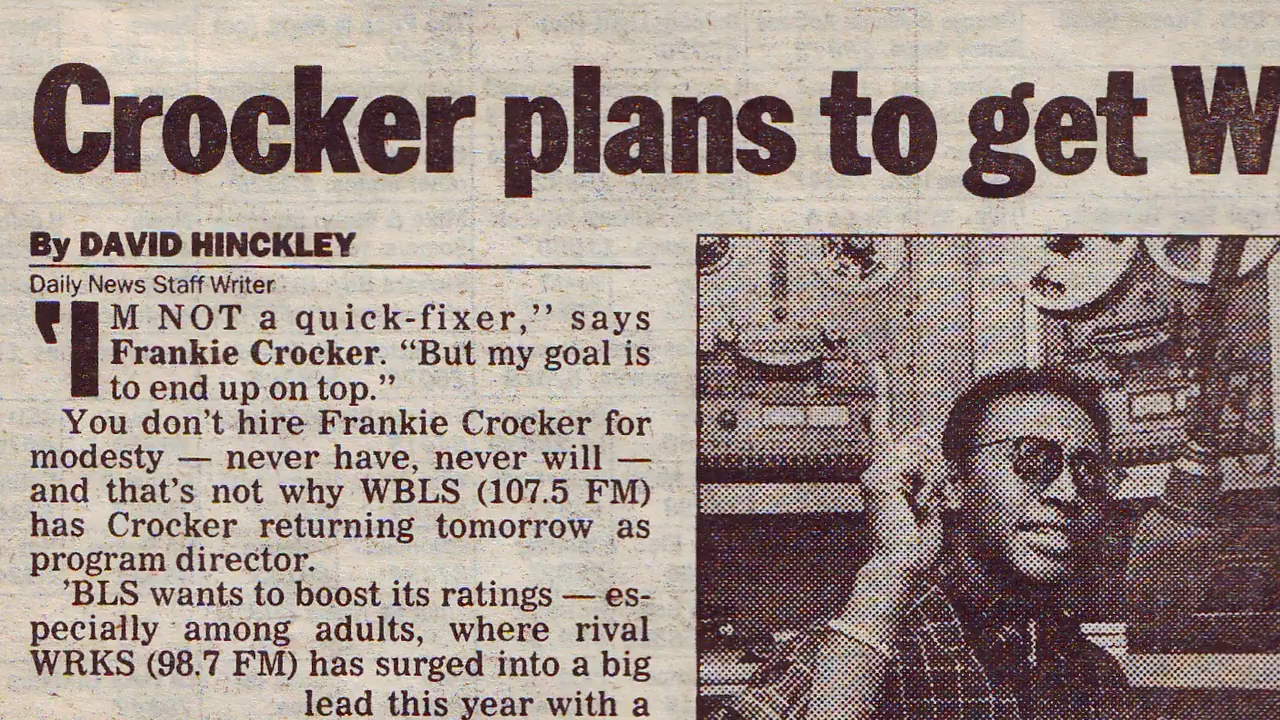 Crocker plans to get W
By DAVID HINCKLEY
Daily News Staff Writer
'I M NOT a quick-fixer,'' says
Frankie Crocker. “But my goal is
to end up on top.”
You don't hire Frankie Crocker for
modesty — never have, never will —
and that's not why WBLS (107.5 FM)
has Crocker returning tomorrow as
program director.
'BLS wants to boost its ratings — es-
pecially among adults, where rival
WRKS (98.7 FM) has surged into a big
lead this year with a